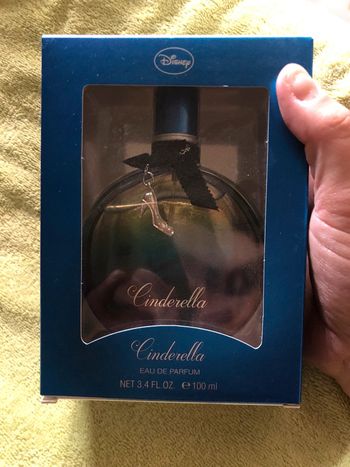 Disney
Cinderella
Cinderella
EAU DE PARFUM
NET 3.4 FL.OZ. ℮ 100 ml